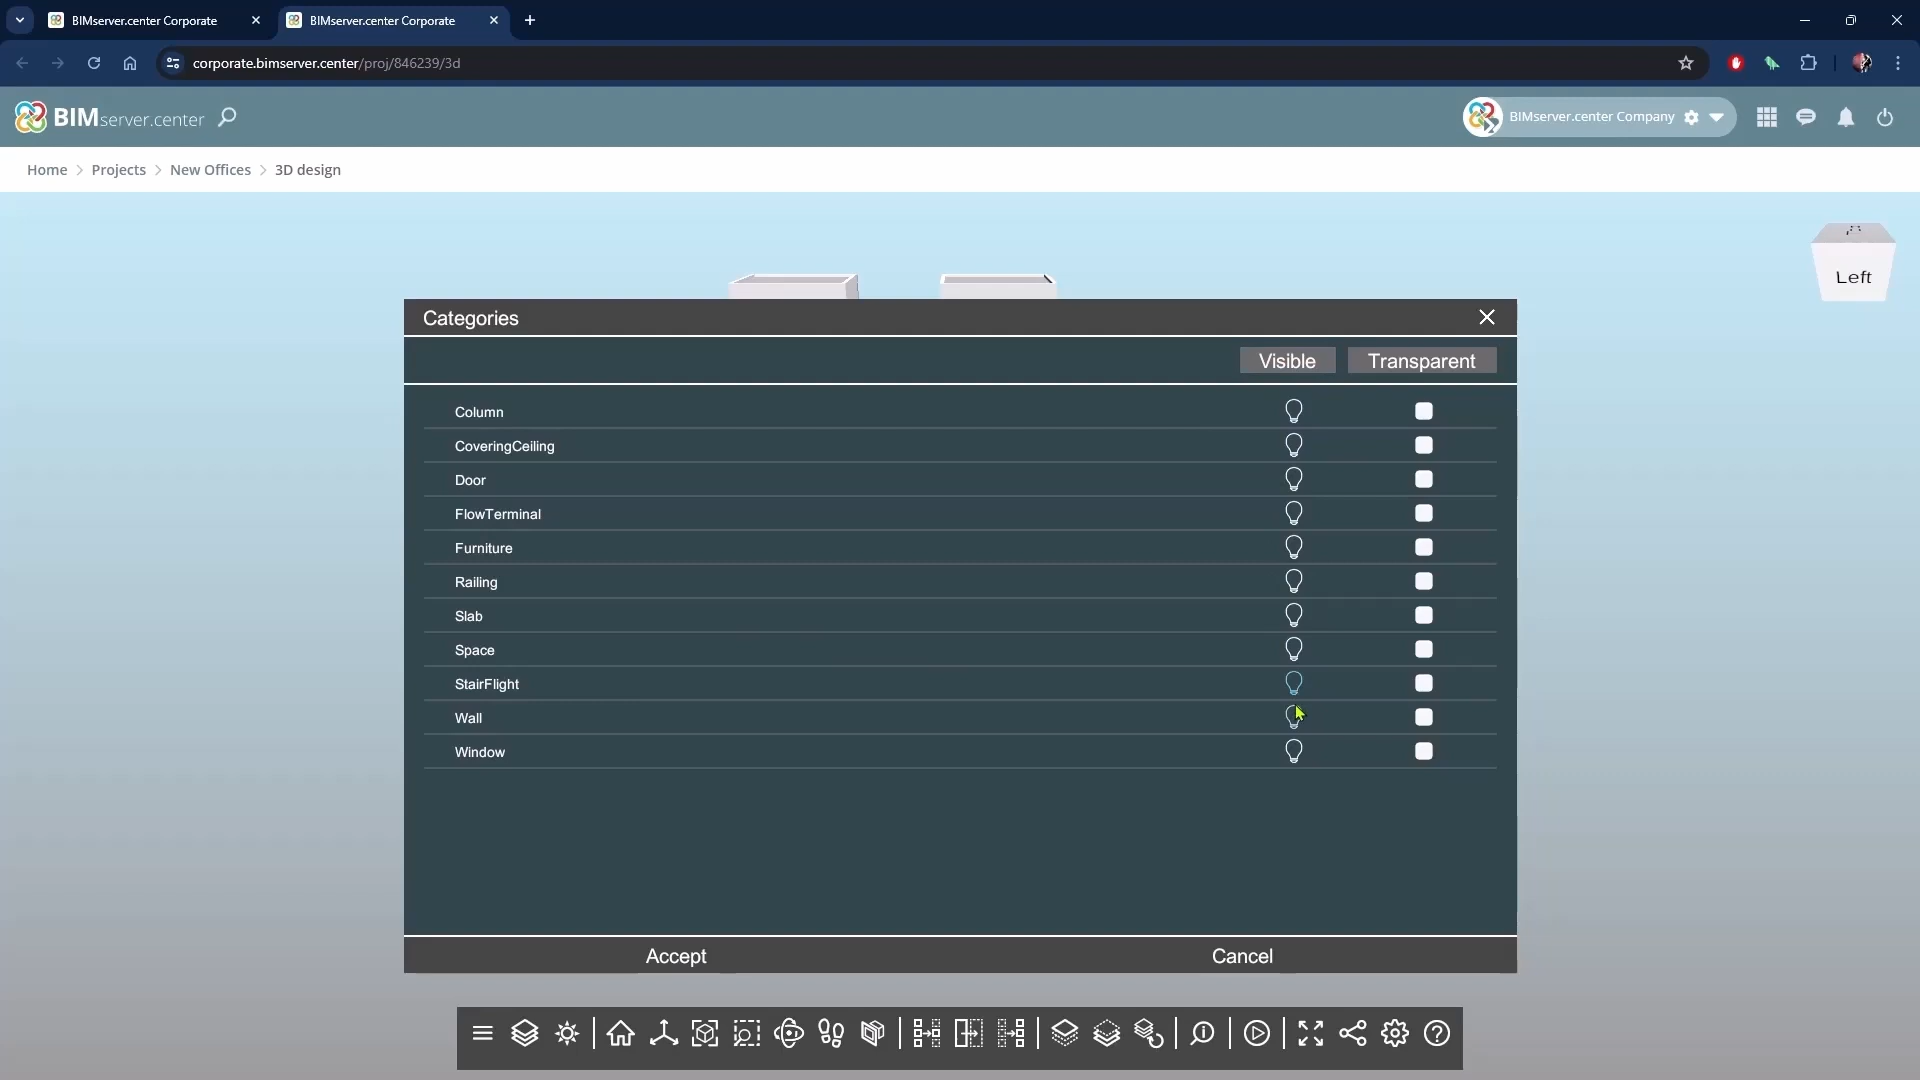 BIMserver.center Corporate
BIMserver.center Corporate
corporate.bimserver.center/proj/846239/3d
BIMserver.center
BIMserver.center Company
Home > Projects > New Offices > 3D design
Left
Categories
Visible
Transparent
Column
CoveringCeiling
Door
FlowTerminal
Furniture
Railing
Slab
Space
StairFlight
Wall
Window
Accept
Cancel